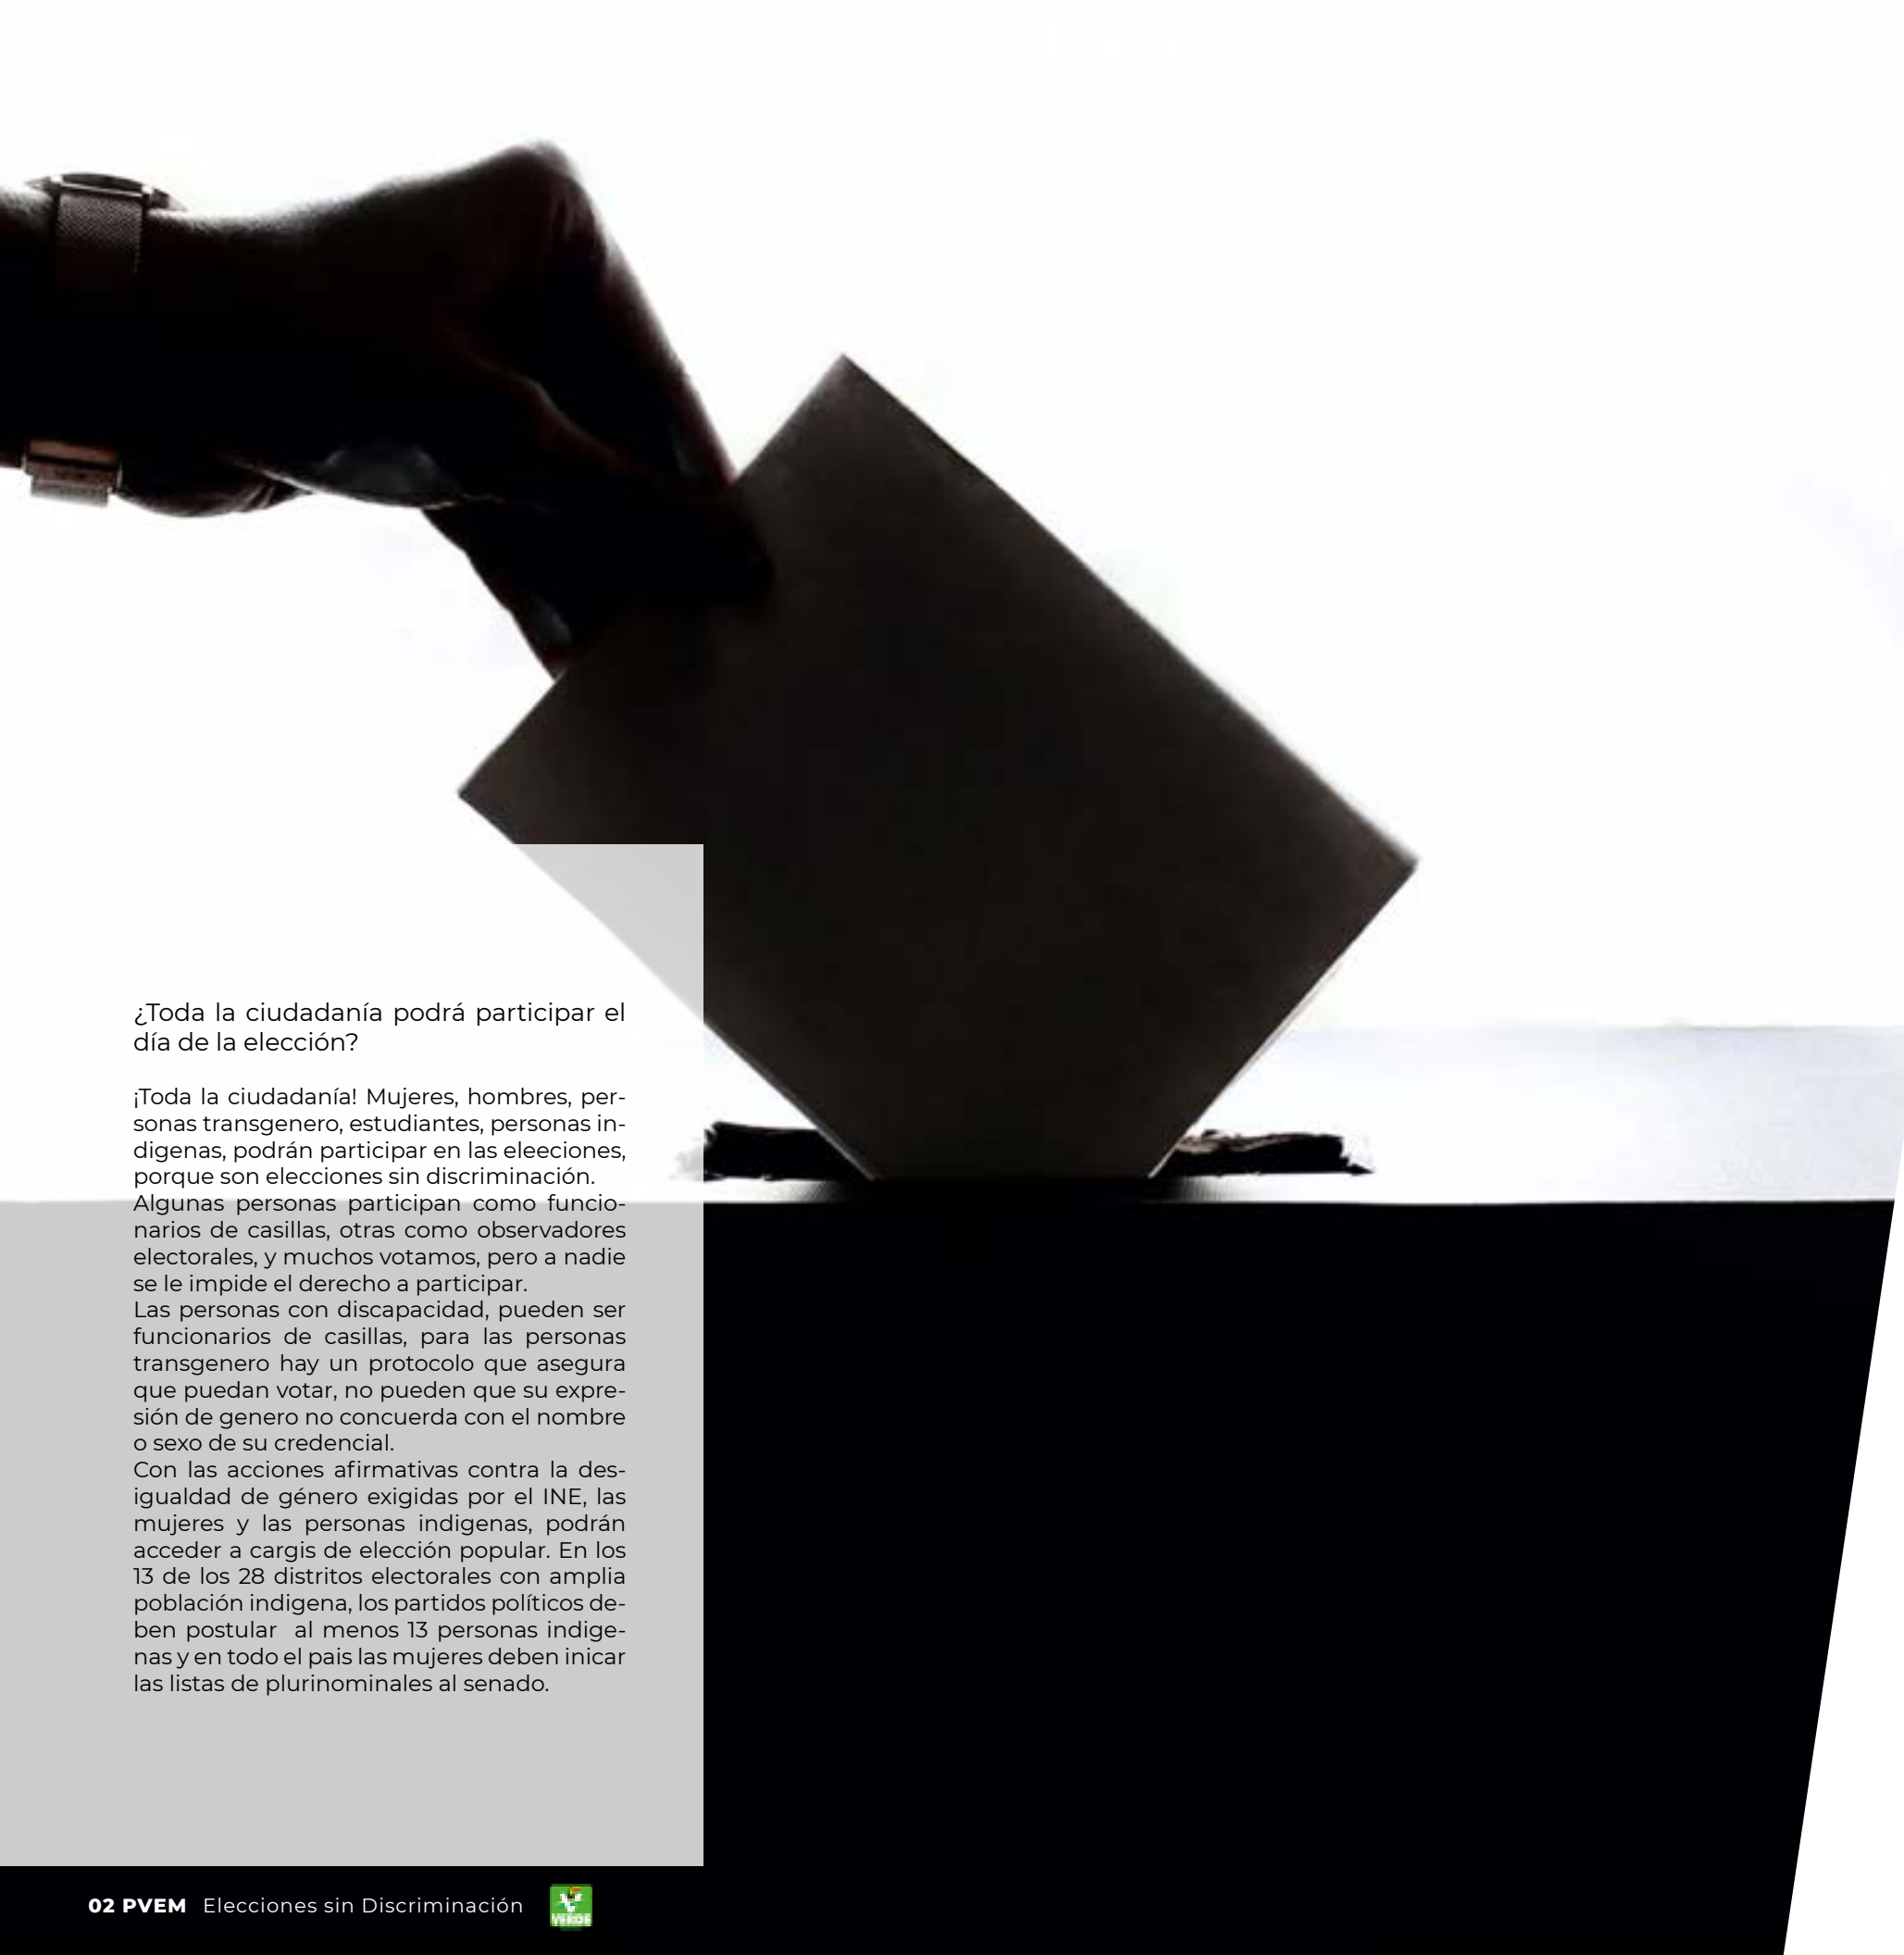 ¿Toda la ciudadanía podrá participar el
día de la elección?
¡Toda la ciudadanía! Mujeres, hombres, per-
sonas transgenero, estudiantes, personas in-
digenas, podrán participar en las eleeciones,
porque son elecciones sin discriminación.
Algunas personas participan como funcio-
narios de casillas, otras como observadores
electorales, y muchos votamos, pero a nadie
se le impide el derecho a participar.
Las personas con discapacidad, pueden ser
funcionarios de casillas, para las personas
transgenero hay un protocolo que asegura
que puedan votar, no pueden que su expre-
sión de genero no concuerda con el nombre
o sexo de su credencial.
Con las acciones afirmativas contra la des-
igualdad de género exigidas por el INE, las
mujeres y las personas indigenas, podrán
acceder a cargis de elección popular. En los
13 de los 28 distritos electorales con amplia
población indigena, los partidos políticos de-
ben postular  al menos 13 personas indige-
nas y en todo el pais las mujeres deben inicar
las listas de plurinominales al senado.
02 PVEM Elecciones sin Discriminación
VERDE